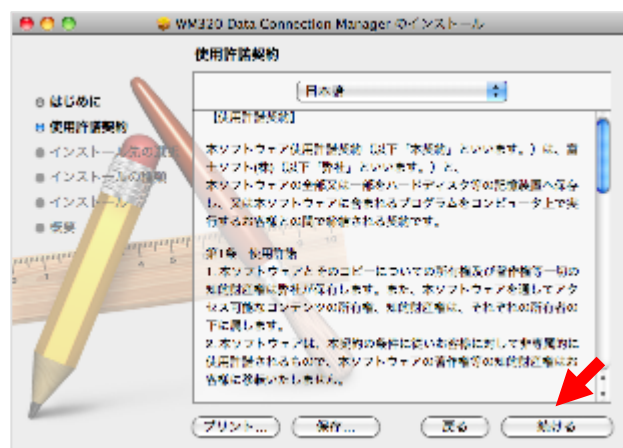 WM320 Data Connection Manager のインストール
使用許諾契約
日本語
はじめに
使用許諾契約
インストール先の選択
インストールの種類
インストール
概要
【使用許諾契約】
本ソフトウェア使用許諾契約（以下「本契約」といいます。）は、富
士ソフト(株)（以下「弊社」といいます。）と、
本ソフトウェアの全部又は一部をハードディスク等の記憶装置へ保存
し、又は本ソフトウェアに含まれるプログラムをコンピュータ上で実
行するお客様との間で締結される契約です。
第1条 使用許諾
1. 本ソフトウェアとそのコピーについての所有権及び著作権等一切の
知的財産権は弊社が保有します。また、本ソフトウェアを通してアク
セス可能なコンテンツの所有権、知的財産権は、それぞれの所有者の
下に属します。
2. 本ソフトウェアは、本契約の条件に従いお客様に対して非専属的に
使用許諾されるもので、本ソフトウェアの著作権等の知的財産権はお
客様に移転いたしません。
プリント...
保存...
戻る
続ける